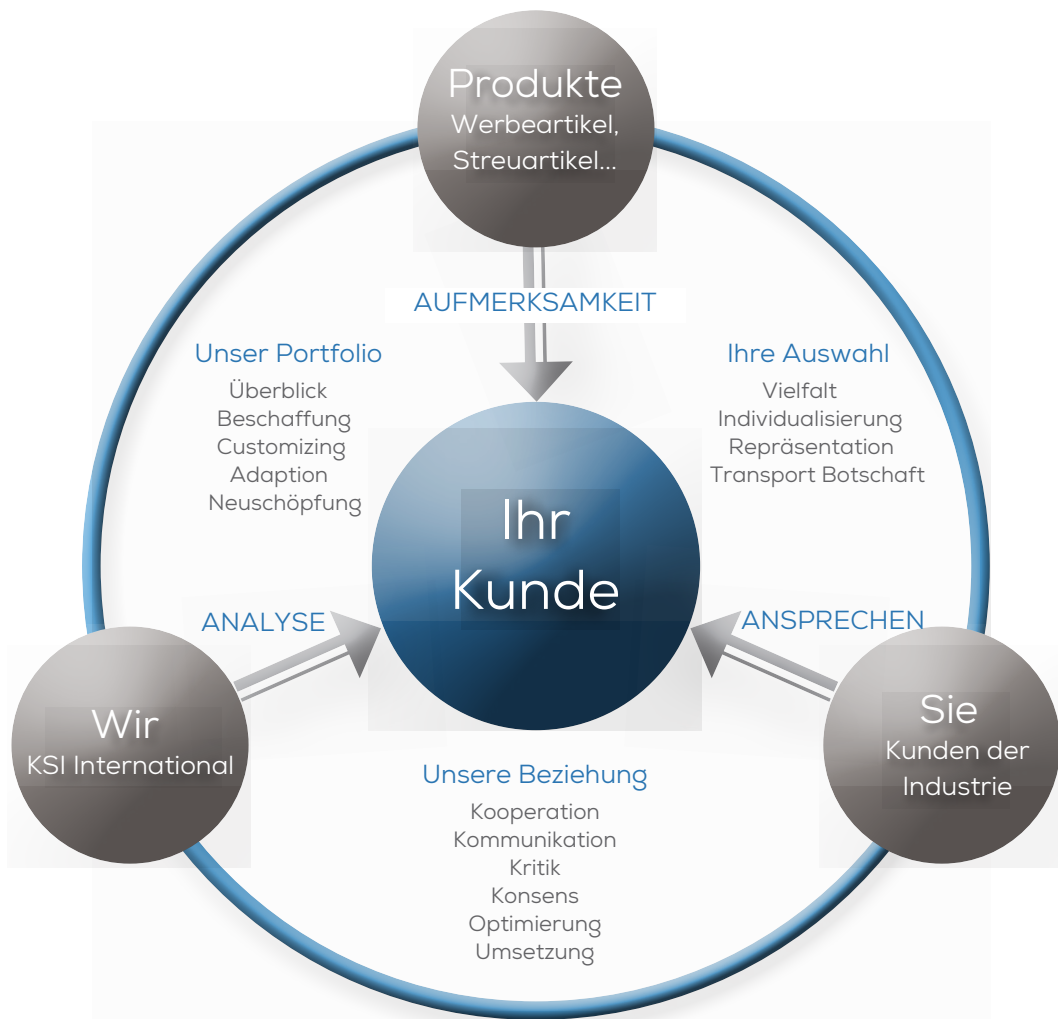 Produkte
Werbeartikel,
Streuartikel...
AUFMERKSAMKEIT
Unser Portfolio
Überblick
Beschaffung
Customizing
Adaption
Neuschöpfung
Ihre Auswahl
Vielfalt
Individualisierung
Repräsentation
Transport Botschaft
Ihr
Kunde
ANALYSE
ANSPRECHEN
Wir
KSI International
Sie
Kunden der
Industrie
Unsere Beziehung
Kooperation
Kommunikation
Kritik
Konsens
Optimierung
Umsetzung